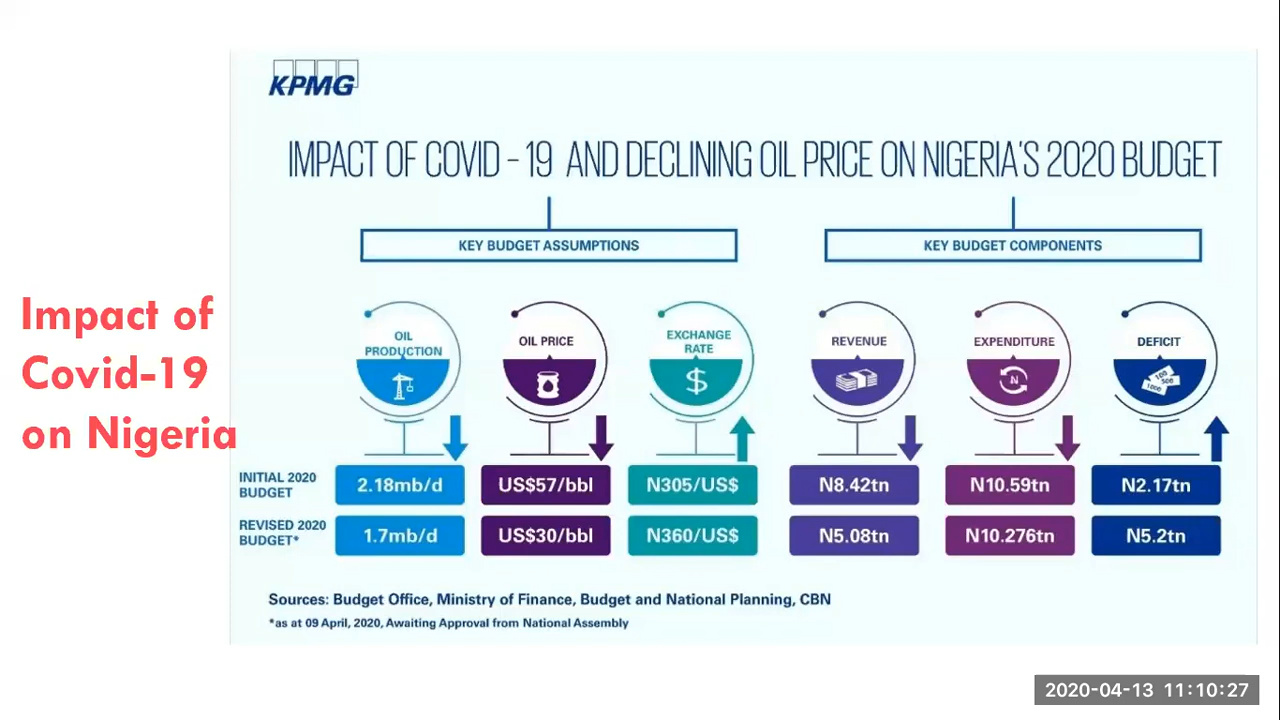 KPMG
IMPACT OF COVID – 19 AND DECLINING OIL PRICE ON NIGERIA'S 2020 BUDGET
KEY BUDGET ASSUMPTIONS
KEY BUDGET COMPONENTS
Impact of
Covid-19
on Nigeria
OIL
PRODUCTION
OIL PRICE
EXCHANGE
RATE
$
REVENUE
EXPENDITURE
N
DEFICIT
100
500
1000
INITIAL 2020
BUDGET
2.18mb/d
US$57/bbl
N305/US$
N8.42tn
N10.59tn
N2.17tn
REVISED 2020
BUDGET*
1.7mb/d
US$30/bbl
N360/US$
N5.08tn
N10.276tn
N5.2tn
Sources: Budget Office, Ministry of Finance, Budget and National Planning, CBN
*as at 09 April, 2020, Awaiting Approval from National Assembly
2020-04-13 11:10:27